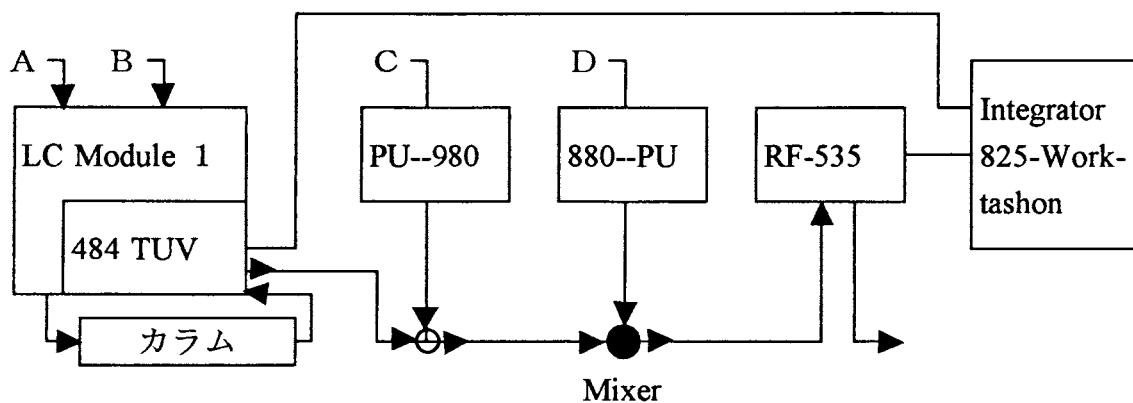 A
B
C
D
LC Module 1
484 TUV
カラム
PU--980
880--PU
Mixer
RF-535
Integrator
825-Work-
tashon